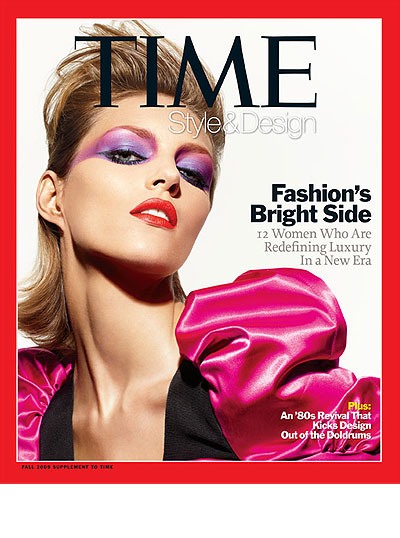 TIME
Style&Design
Fashion's
Bright Side
12 Women Who Are
Redefining Luxury
In a New Era
Plus:
An '80s Revival That
Kicks Design
Out of the Doldrums
FALL 2009 SUPPLEMENT TO TIME